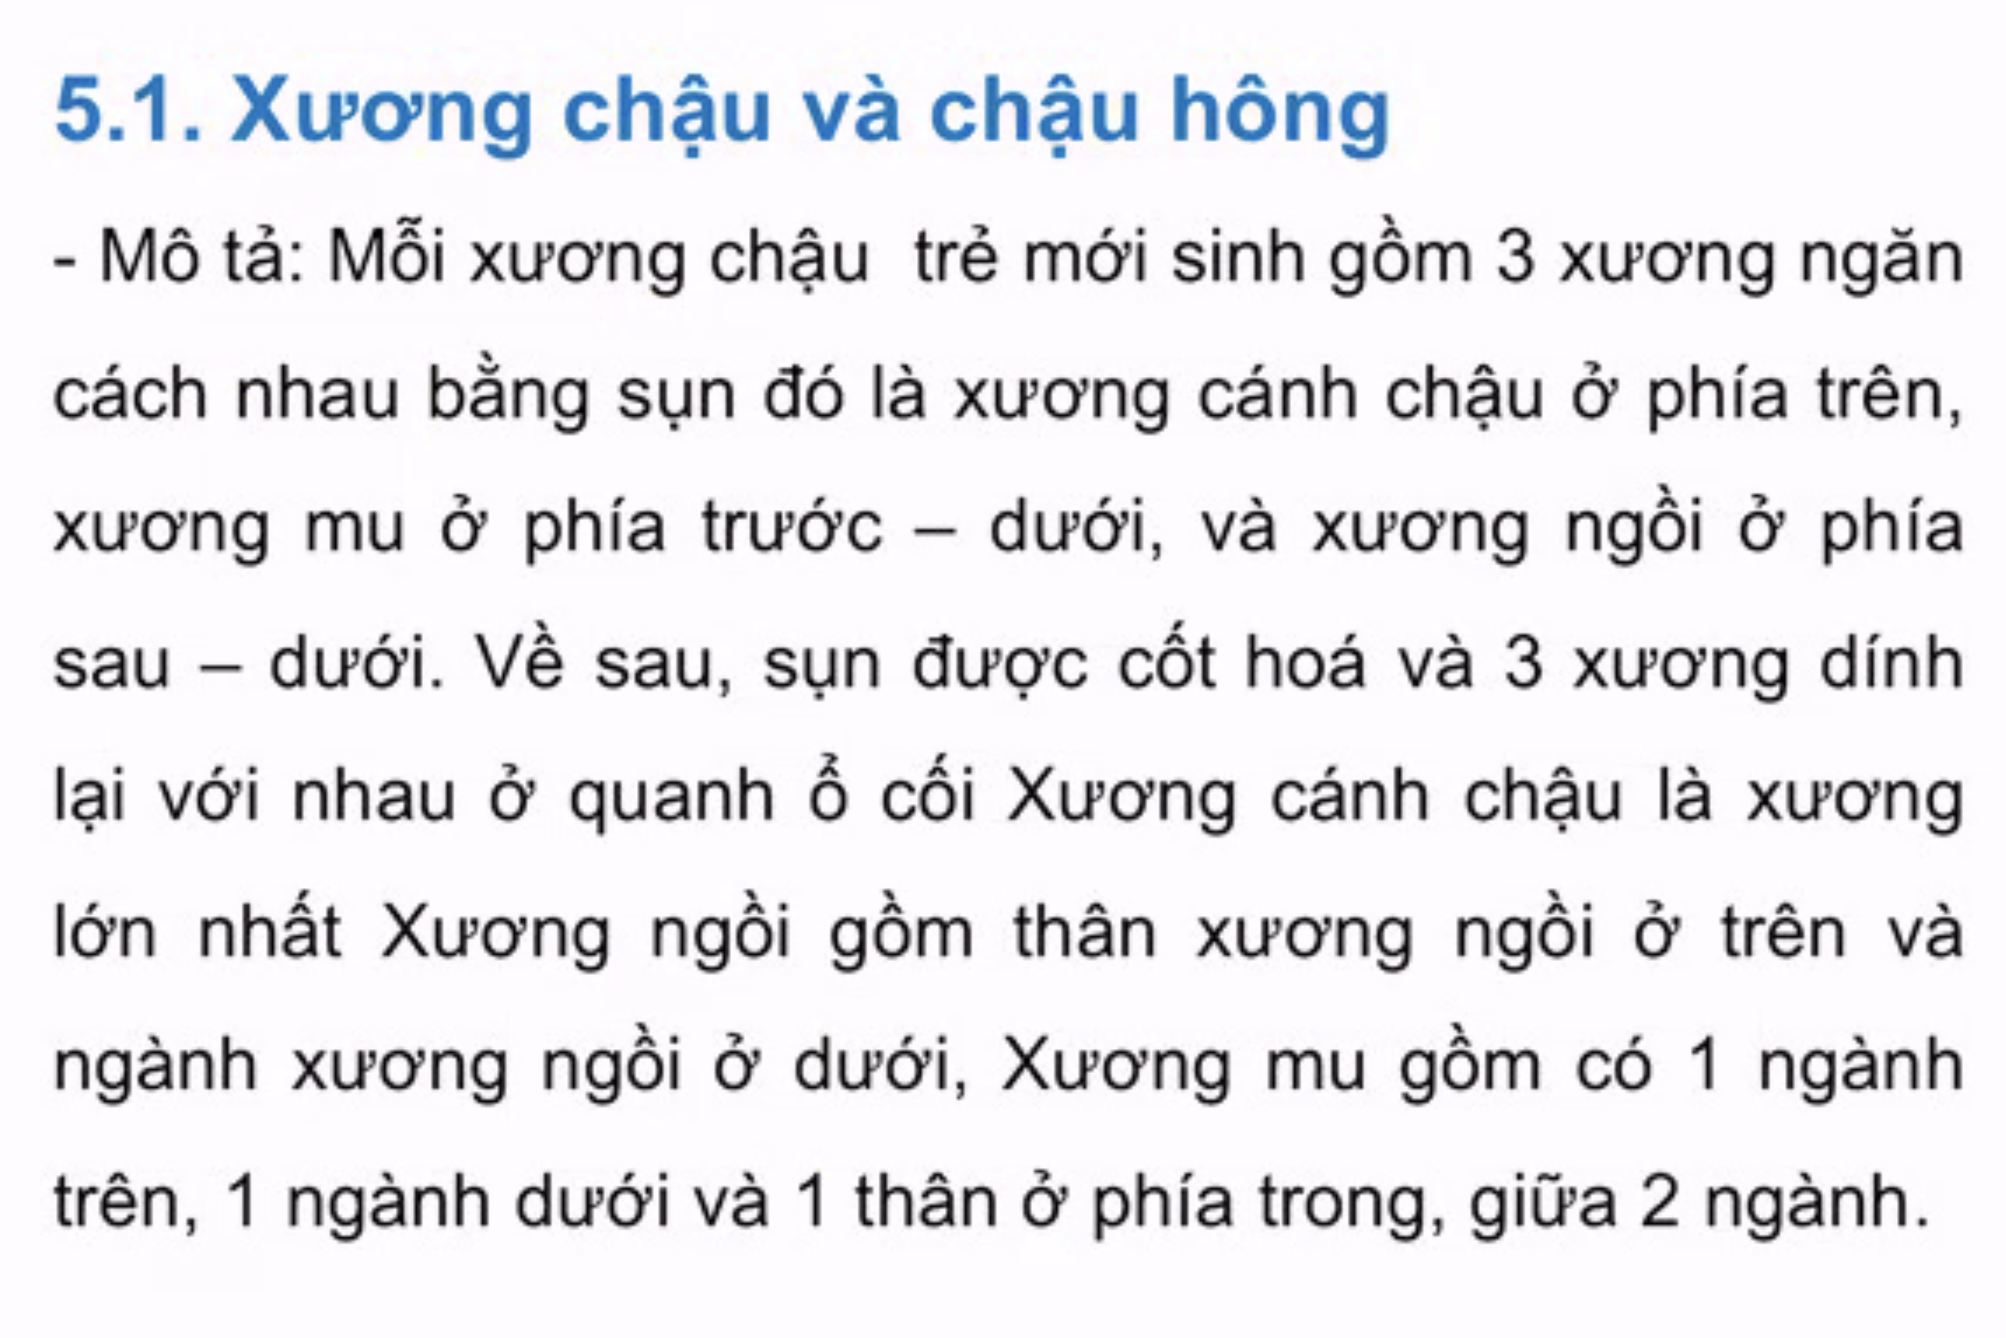 5.1. Xương chậu và chậu hông
- Mô tả: Mỗi xương chậu  trẻ mới sinh gồm 3 xương ngăn
cách nhau bằng sụn đó là xương cánh chậu ở phía trên,
xương mu ở phía trước – dưới, và xương ngồi ở phía
sau – dưới. Về sau, sụn được cốt hoá và 3 xương dính
lại với nhau ở quanh ổ cối Xương cánh chậu là xương
lớn nhất Xương ngồi gồm thân xương ngồi ở trên và
ngành xương ngồi ở dưới, Xương mu gồm có 1 ngành
trên, 1 ngành dưới và 1 thân ở phía trong, giữa 2 ngành.